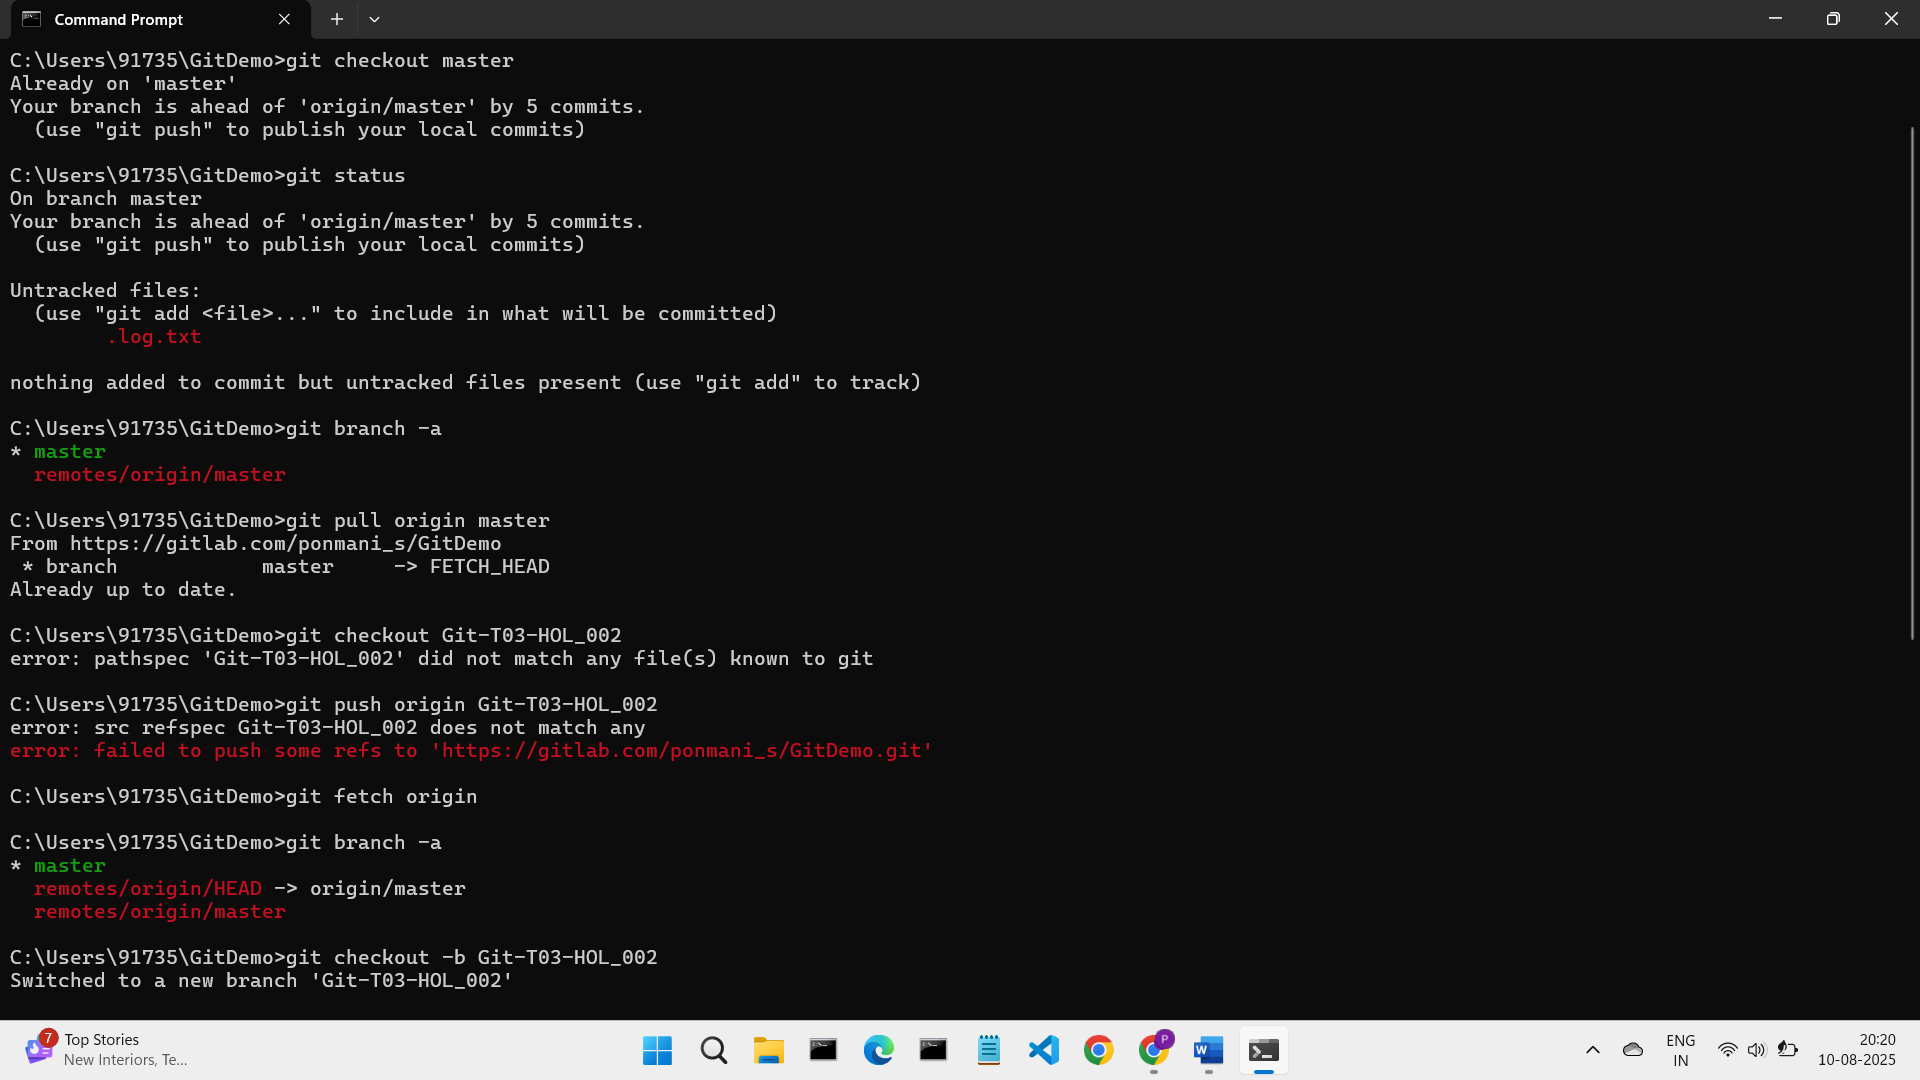 Command Prompt
C:\Users\91735\GitDemo>git checkout master
Already on 'master'
Your branch is ahead of 'origin/master' by 5 commits.
  (use "git push" to publish your local commits)
C:\Users\91735\GitDemo>git status
On branch master
Your branch is ahead of 'origin/master' by 5 commits.
  (use "git push" to publish your local commits)
Untracked files:
  (use "git add <file>..." to include in what will be committed)
        .log.txt
nothing added to commit but untracked files present (use "git add" to track)
C:\Users\91735\GitDemo>git branch -a
* master
  remotes/origin/master
C:\Users\91735\GitDemo>git pull origin master
From https://gitlab.com/ponmani_s/GitDemo
 * branch            master     -> FETCH_HEAD
Already up to date.
C:\Users\91735\GitDemo>git checkout Git-T03-HOL_002
error: pathspec 'Git-T03-HOL_002' did not match any file(s) known to git
C:\Users\91735\GitDemo>git push origin Git-T03-HOL_002
error: src refspec Git-T03-HOL_002 does not match any
error: failed to push some refs to 'https://gitlab.com/ponmani_s/GitDemo.git'
C:\Users\91735\GitDemo>git fetch origin
C:\Users\91735\GitDemo>git branch -a
* master
  remotes/origin/HEAD -> origin/master
  remotes/origin/master
C:\Users\91735\GitDemo>git checkout -b Git-T03-HOL_002
Switched to a new branch 'Git-T03-HOL_002'
7
Top Stories
New Interiors, Te...
P
W
ENG
IN
20:20
10-08-2025